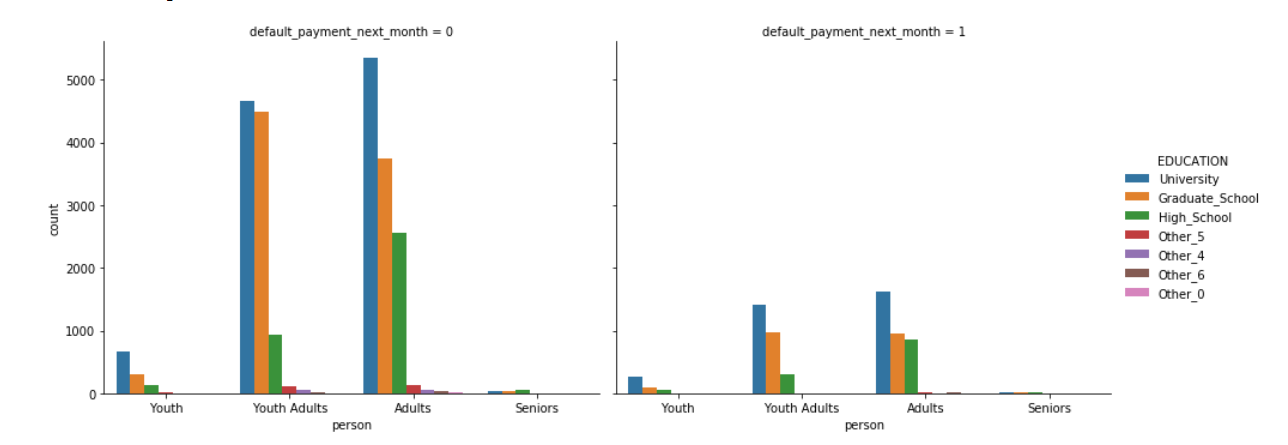 default_payment_next_month = 0
default_payment_next_month = 1
5000
4000
3000
2000
1000
0
count
Youth
Youth Adults
Adults
Seniors
person
Youth
Youth Adults
Adults
Seniors
person
EDUCATION
University
Graduate_School
High_School
Other_5
Other_4
Other_6
Other_0